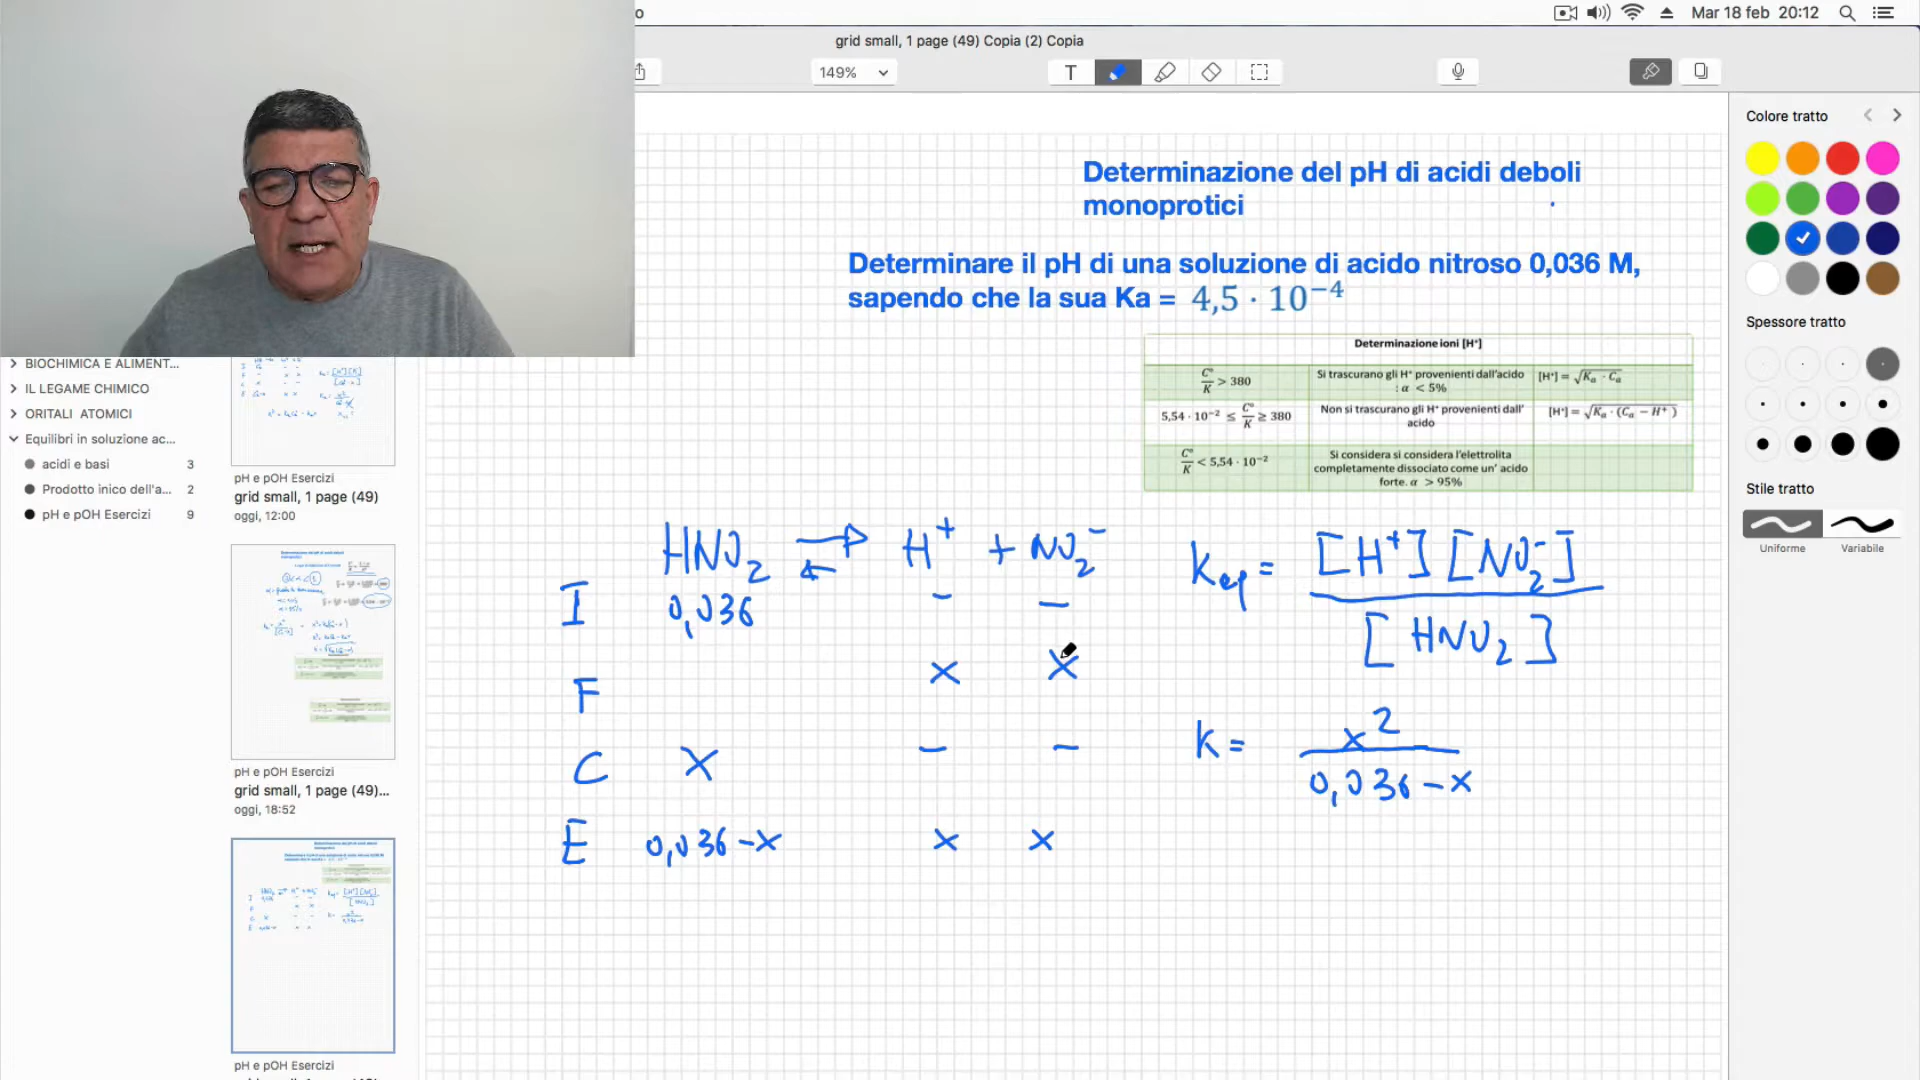 o
Mar 18 feb 20:12
grid small, 1 page (49) Copia (2) Copia
149%
T
Determinazione del pH di acidi deboli
monoprotici
Determinare il pH di una soluzione di acido nitroso 0,036 M,
sapendo che la sua Ka = 4,5 · 10⁻⁴
Determinazione ioni [H⁺]
C°/K > 380
Si trascurano gli H⁺ provenienti dall'acido
: α < 5%
[H⁺] = √Kₐ · Cₐ
5,54 · 10⁻² ≤ C°/K ≥ 380
Non si trascurano gli H⁺ provenienti dall'
acido
[H⁺] = √Kₐ · (Cₐ − H⁺)
C°/K < 5,54 · 10⁻²
Si considera si considera l'elettrolita
completamente dissociato come un' acido
forte. α > 95%
HNO₂ ⇌ H⁺ + NO₂⁻
I 0,036 - -
F x x
C x - -
E 0,036-x x x
Keq = [H⁺][NO₂⁻] / [HNO₂]
K = x² / 0,036-x
BIOCHIMICA E ALIMENT...
IL LEGAME CHIMICO
ORITALI ATOMICI
Equilibri in soluzione ac...
acidi e basi 3
Prodotto inico dell'a... 2
pH e pOH Esercizi 9
pH e pOH Esercizi
grid small, 1 page (49)
oggi, 12:00
pH e pOH Esercizi
grid small, 1 page (49)...
oggi, 18:52
pH e pOH Esercizi
Colore tratto
Spessore tratto
Stile tratto
Uniforme
Variabile